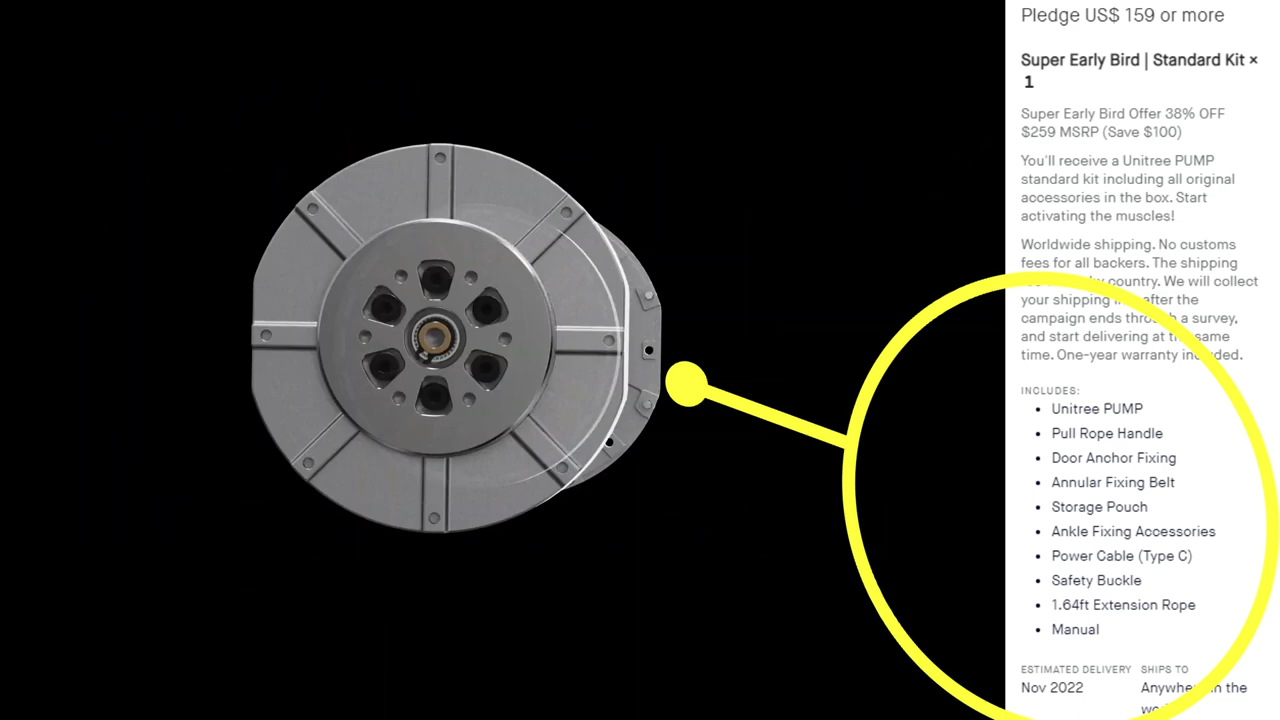 Pledge US$ 159 or more
Super Early Bird | Standard Kit ×
1
Super Early Bird Offer 38% OFF
$259 MSRP (Save $100)
You'll receive a Unitree PUMP
standard kit including all original
accessories in the box. Start
activating the muscles!
Worldwide shipping. No customs
fees for all backers. The shipping
country. We will collect
your shipping after the
campaign ends through a survey,
and start delivering at the same
time. One-year warranty included.
INCLUDES:
• Unitree PUMP
• Pull Rope Handle
• Door Anchor Fixing
• Annular Fixing Belt
• Storage Pouch
• Ankle Fixing Accessories
• Power Cable (Type C)
• Safety Buckle
• 1.64ft Extension Rope
• Manual
ESTIMATED DELIVERY SHIPS TO
Nov 2022 Anywhere in the